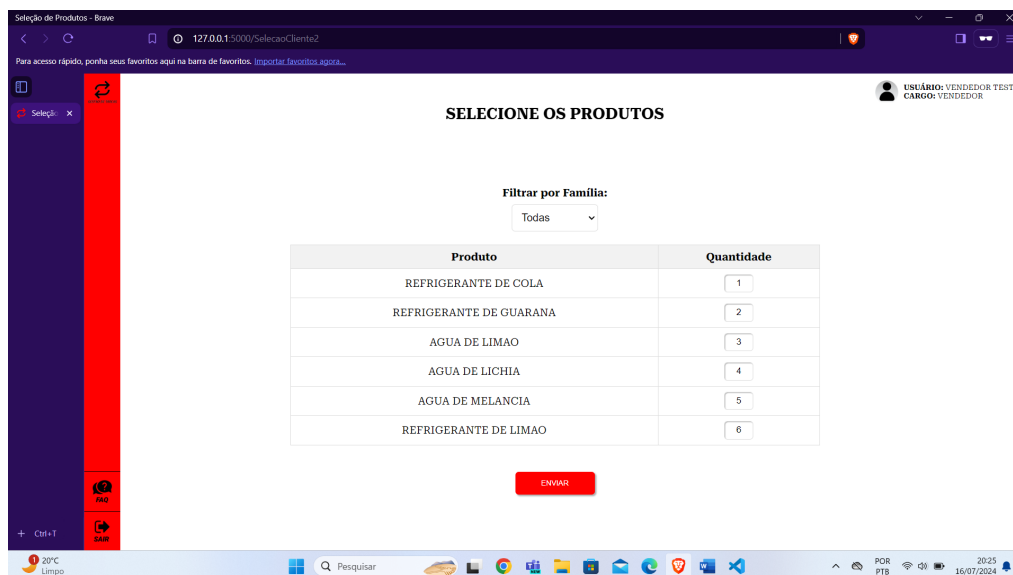 Seleção de Produtos - Brave
127.0.0.1:5000/SelecaoCliente2
Para acesso rápido, ponha seus favoritos aqui na barra de favoritos. Importar favoritos agora...
USUÁRIO: VENDEDOR TEST
CARGO: VENDEDOR
Seleçã
SELECIONE OS PRODUTOS
Filtrar por Família:
Todas
Produto Quantidade
REFRIGERANTE DE COLA 1
REFRIGERANTE DE GUARANA 2
AGUA DE LIMAO 3
AGUA DE LICHIA 4
AGUA DE MELANCIA 5
REFRIGERANTE DE LIMAO 6
ENVIAR
FAQ
+ Ctrl+T
SAIR
1
20°C
Limpo
Pesquisar
POR
PTB
20:25
16/07/2024